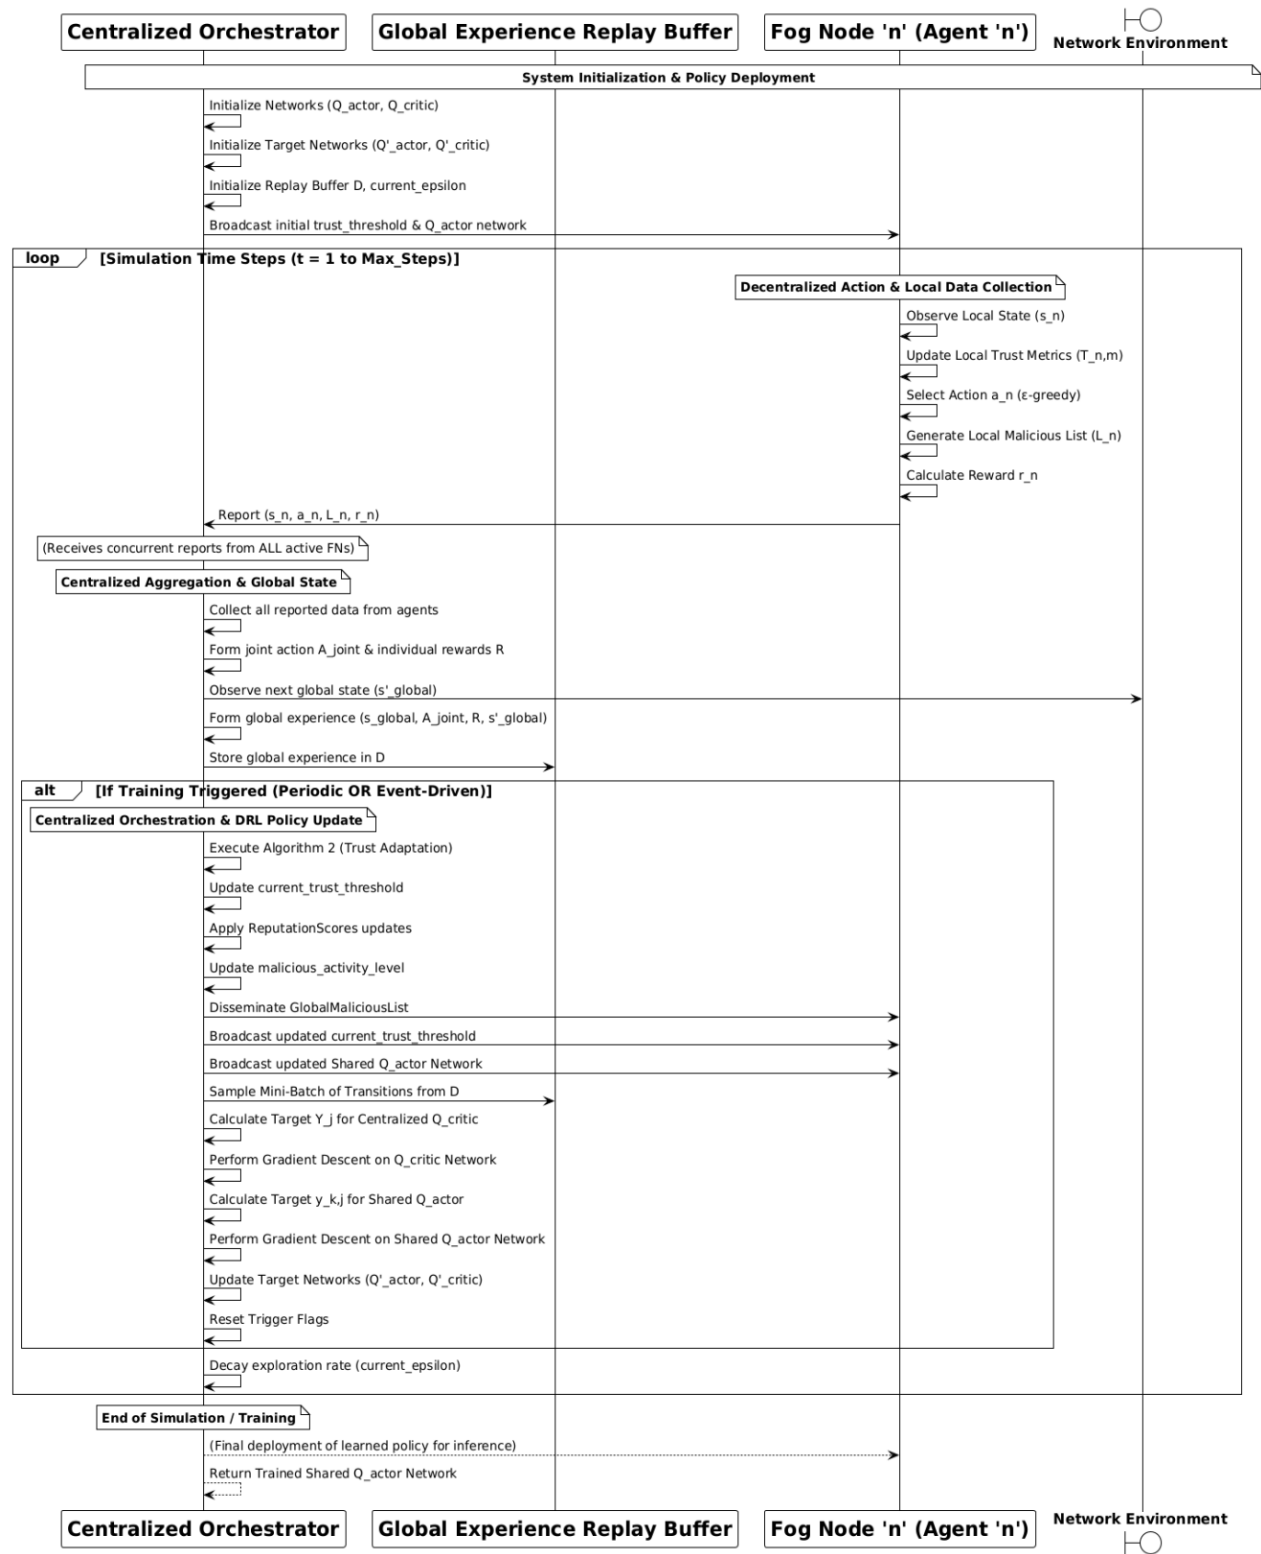 Centralized Orchestrator
Global Experience Replay Buffer
Fog Node 'n' (Agent 'n')
Network Environment
System Initialization & Policy Deployment
Initialize Networks (Q_actor, Q_critic)
Initialize Target Networks (Q'_actor, Q'_critic)
Initialize Replay Buffer D, current_epsilon
Broadcast initial trust_threshold & Q_actor network
loop
[Simulation Time Steps (t = 1 to Max_Steps)]
Decentralized Action & Local Data Collection
Observe Local State (s_n)
Update Local Trust Metrics (T_n,m)
Select Action a_n (ε-greedy)
Generate Local Malicious List (L_n)
Calculate Reward r_n
Report (s_n, a_n, L_n, r_n)
(Receives concurrent reports from ALL active FNs)
Centralized Aggregation & Global State
Collect all reported data from agents
Form joint action A_joint & individual rewards R
Observe next global state (s'_global)
Form global experience (s_global, A_joint, R, s'_global)
Store global experience in D
alt
[If Training Triggered (Periodic OR Event-Driven)]
Centralized Orchestration & DRL Policy Update
Execute Algorithm 2 (Trust Adaptation)
Update current_trust_threshold
Apply ReputationScores updates
Update malicious_activity_level
Disseminate GlobalMaliciousList
Broadcast updated current_trust_threshold
Broadcast updated Shared Q_actor Network
Sample Mini-Batch of Transitions from D
Calculate Target Y_j for Centralized Q_critic
Perform Gradient Descent on Q_critic Network
Calculate Target y_k,j for Shared Q_actor
Perform Gradient Descent on Shared Q_actor Network
Update Target Networks (Q'_actor, Q'_critic)
Reset Trigger Flags
Decay exploration rate (current_epsilon)
End of Simulation / Training
(Final deployment of learned policy for inference)
Return Trained Shared Q_actor Network
Centralized Orchestrator
Global Experience Replay Buffer
Fog Node 'n' (Agent 'n')
Network Environment